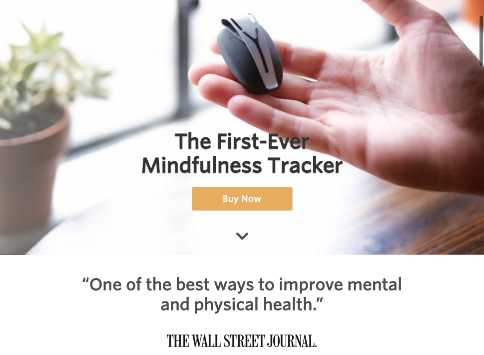 The First-Ever
Mindfulness Tracker
Buy Now
“One of the best ways to improve mental
and physical health.”
THE WALL STREET JOURNAL.